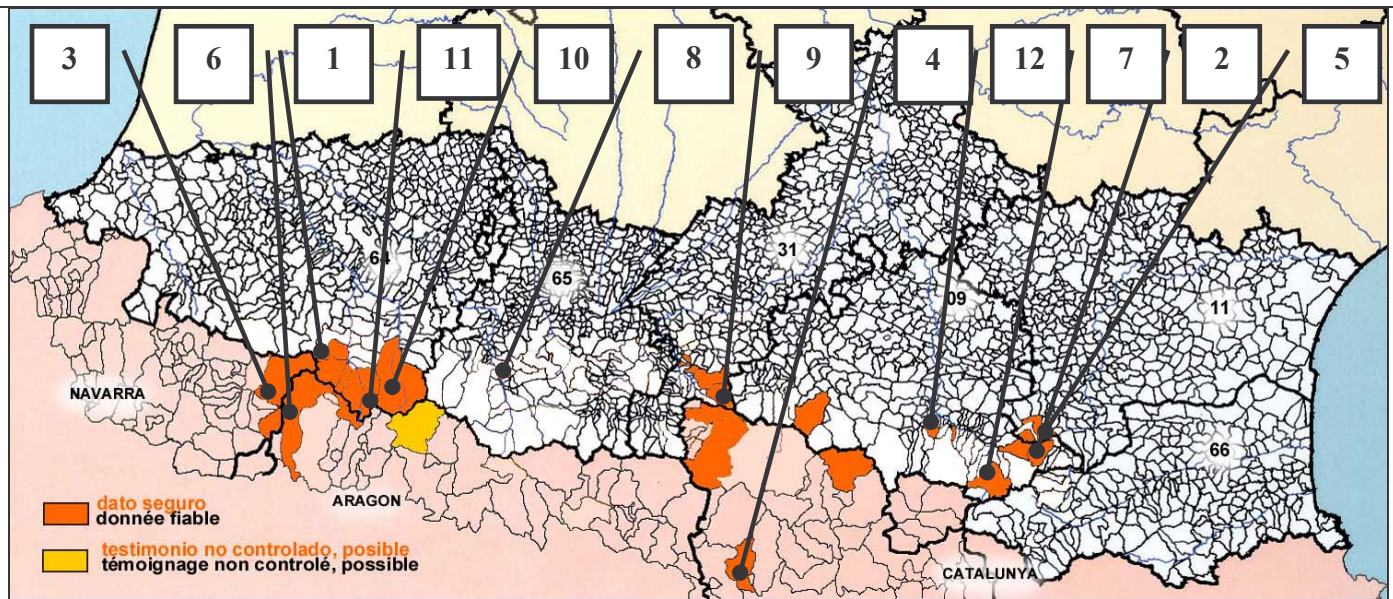 3 6 1 11 10 8 9 4 12 7 2 5
31
64
65
09
11
NAVARRA
66
ARAGON
dato seguro
donnée fiable
testimonio no controlado, posible
témoignage non controlé, possible
CATALUNYA